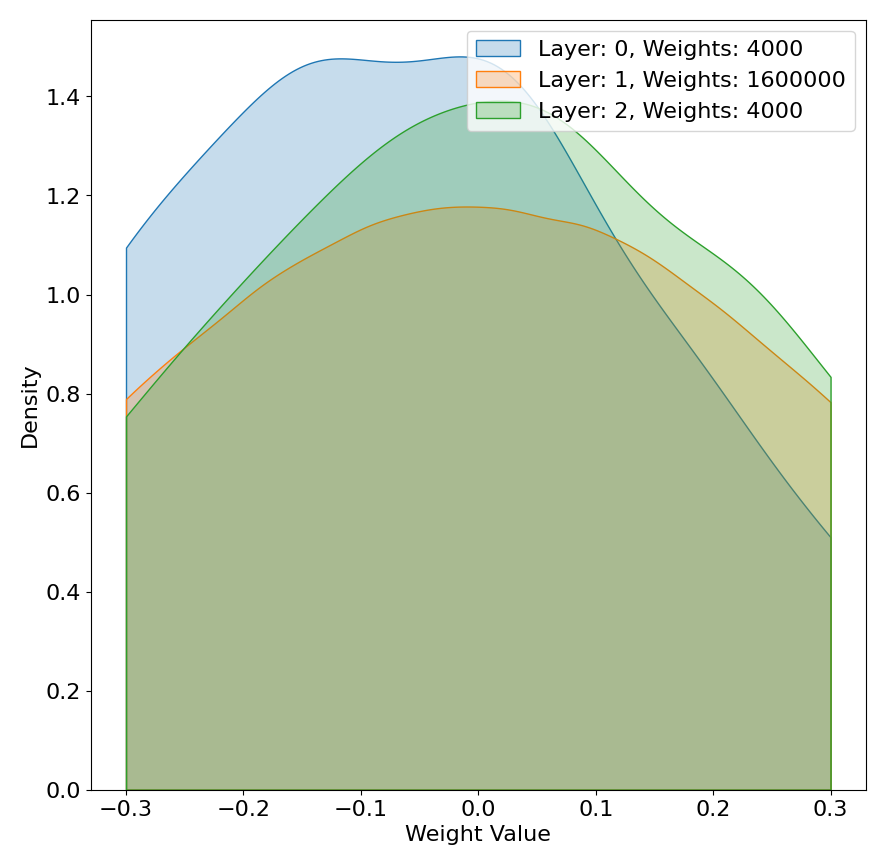 Layer: 0, Weights: 4000
Layer: 1, Weights: 1600000
Layer: 2, Weights: 4000
Density
1.4
1.2
1.0
0.8
0.6
0.4
0.2
0.0
−0.3 −0.2 −0.1 0.0 0.1 0.2 0.3
Weight Value